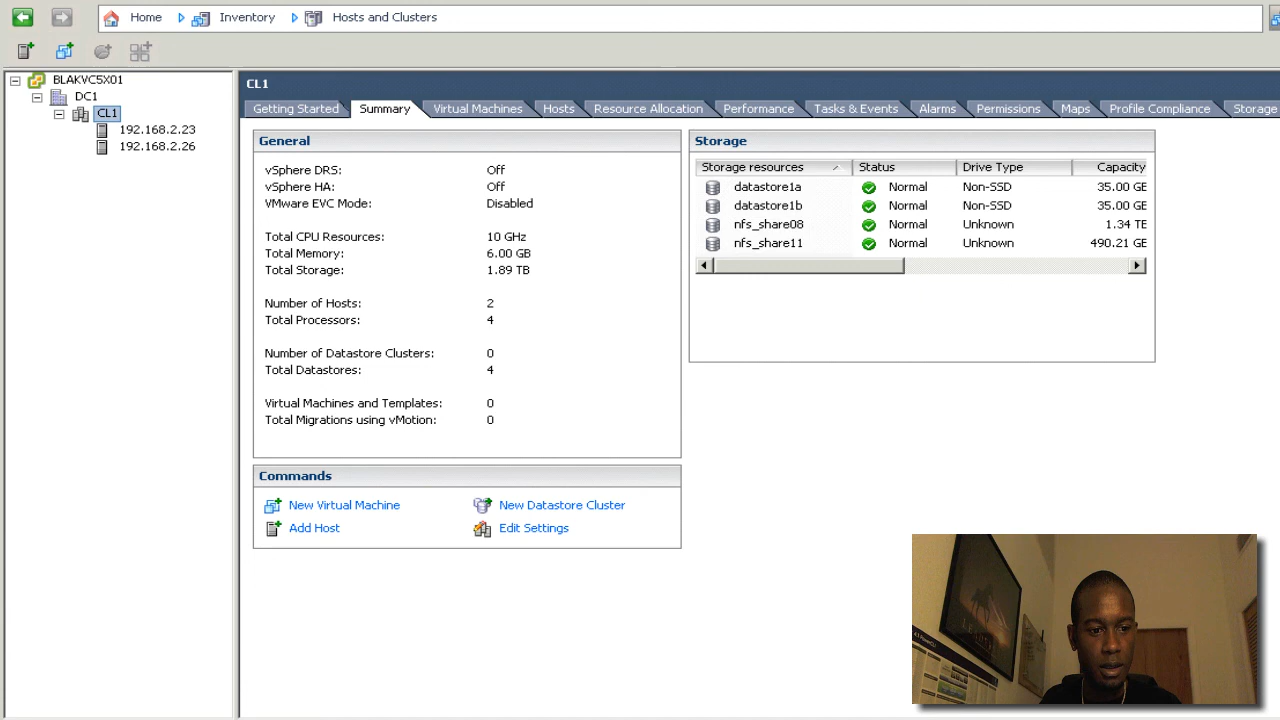 Home Inventory Hosts and Clusters
BLAKVC5X01
DC1
CL1
192.168.2.23
192.168.2.26
CL1
Getting Started Summary Virtual Machines Hosts Resource Allocation Performance Tasks & Events Alarms Permissions Maps Profile Compliance Storage
General
vSphere DRS: Off
vSphere HA: Off
VMware EVC Mode: Disabled
Total CPU Resources: 10 GHz
Total Memory: 6.00 GB
Total Storage: 1.89 TB
Number of Hosts: 2
Total Processors: 4
Number of Datastore Clusters: 0
Total Datastores: 4
Virtual Machines and Templates: 0
Total Migrations using vMotion: 0
Commands
New Virtual Machine New Datastore Cluster
Add Host Edit Settings
Storage
Storage resources Status Drive Type Capacity
datastore1a Normal Non-SSD 35.00 GE
datastore1b Normal Non-SSD 35.00 GE
nfs_share08 Normal Unknown 1.34 TE
nfs_share11 Normal Unknown 490.21 GE